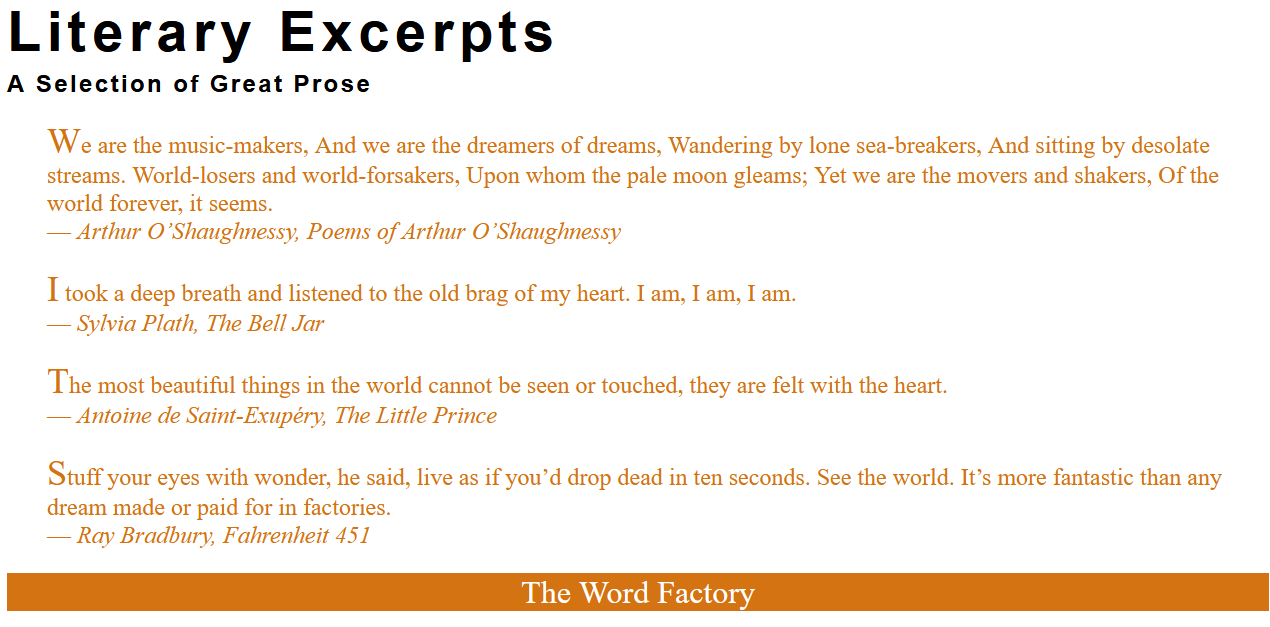 Literary Excerpts
A Selection of Great Prose
We are the music-makers, And we are the dreamers of dreams, Wandering by lone sea-breakers, And sitting by desolate
streams. World-losers and world-forsakers, Upon whom the pale moon gleams; Yet we are the movers and shakers, Of the
world forever, it seems.
— Arthur O’Shaughnessy, Poems of Arthur O’Shaughnessy
I took a deep breath and listened to the old brag of my heart. I am, I am, I am.
— Sylvia Plath, The Bell Jar
The most beautiful things in the world cannot be seen or touched, they are felt with the heart.
— Antoine de Saint-Exupéry, The Little Prince
Stuff your eyes with wonder, he said, live as if you’d drop dead in ten seconds. See the world. It’s more fantastic than any
dream made or paid for in factories.
— Ray Bradbury, Fahrenheit 451
The Word Factory